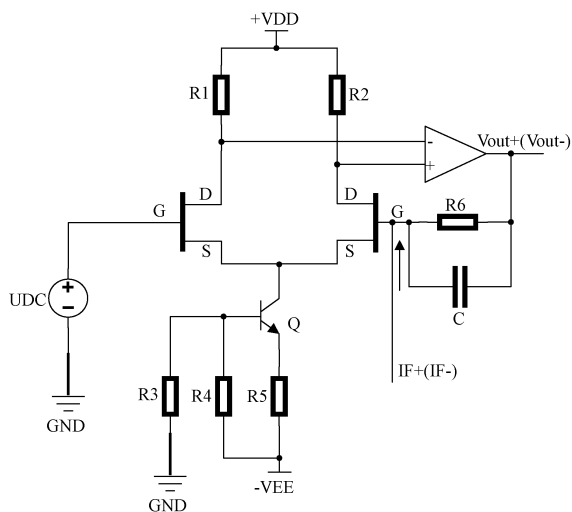 +VDD
R1
R2
-
+
Vout+(Vout-)
D
D
G
G
R6
S
S
UDC
+
-
C
Q
IF+(IF-)
R3
R4
R5
GND
-VEE
GND